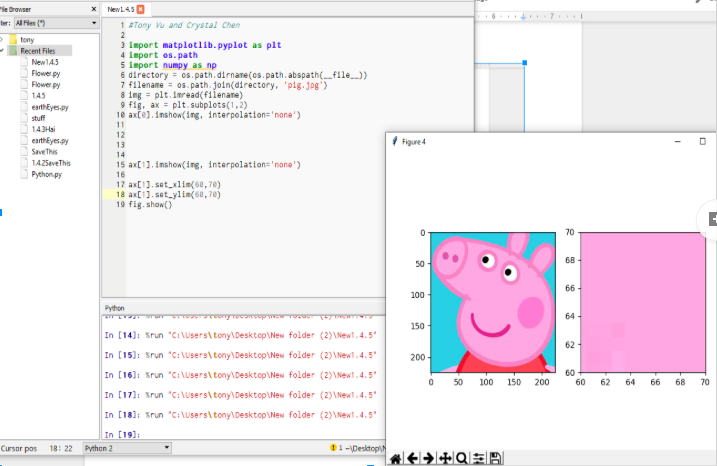 File Browser
New1.4.5
lter: All Files (*)
tony
Recent Files
New1.4.5
Flower.py
Flower.py
1.4.5
earthEyes.py
stuff
1.4.3Hai
earthEyes.py
SaveThis
1.4.2SaveThis
Python.py
1 #Tony Vu and Crystal Chen
2
3 import matplotlib.pyplot as plt
4 import os.path
5 import numpy as np
6 directory = os.path.dirname(os.path.abspath(__file__))
7 filename = os.path.join(directory, 'pig.jpg')
8 img = plt.imread(filename)
9 fig, ax = plt.subplots(1,2)
10 ax[0].imshow(img, interpolation='none')
11
12
13
14
15 ax[1].imshow(img, interpolation='none')
16
17 ax[1].set_xlim(60,70)
18 ax[1].set_ylim(60,70)
19 fig.show()
6 7
Python
In [13]: %run "C:\Users\tony\Desktop\New folder (2)\New1.4.5"
In [14]: %run "C:\Users\tony\Desktop\New folder (2)\New1.4.5"
In [15]: %run "C:\Users\tony\Desktop\New folder (2)\New1.4.5"
In [16]: %run "C:\Users\tony\Desktop\New folder (2)\New1.4.5"
In [17]: %run "C:\Users\tony\Desktop\New folder (2)\New1.4.5"
In [18]: %run "C:\Users\tony\Desktop\New folder (2)\New1.4.5"
In [19]:
Cursor pos 18: 22 Python 2 1 ~\Desktop\N
Figure 4
0
50
100
150
200
0 50 100 150 200
70
68
66
64
62
60
60 62 64 66 68 70